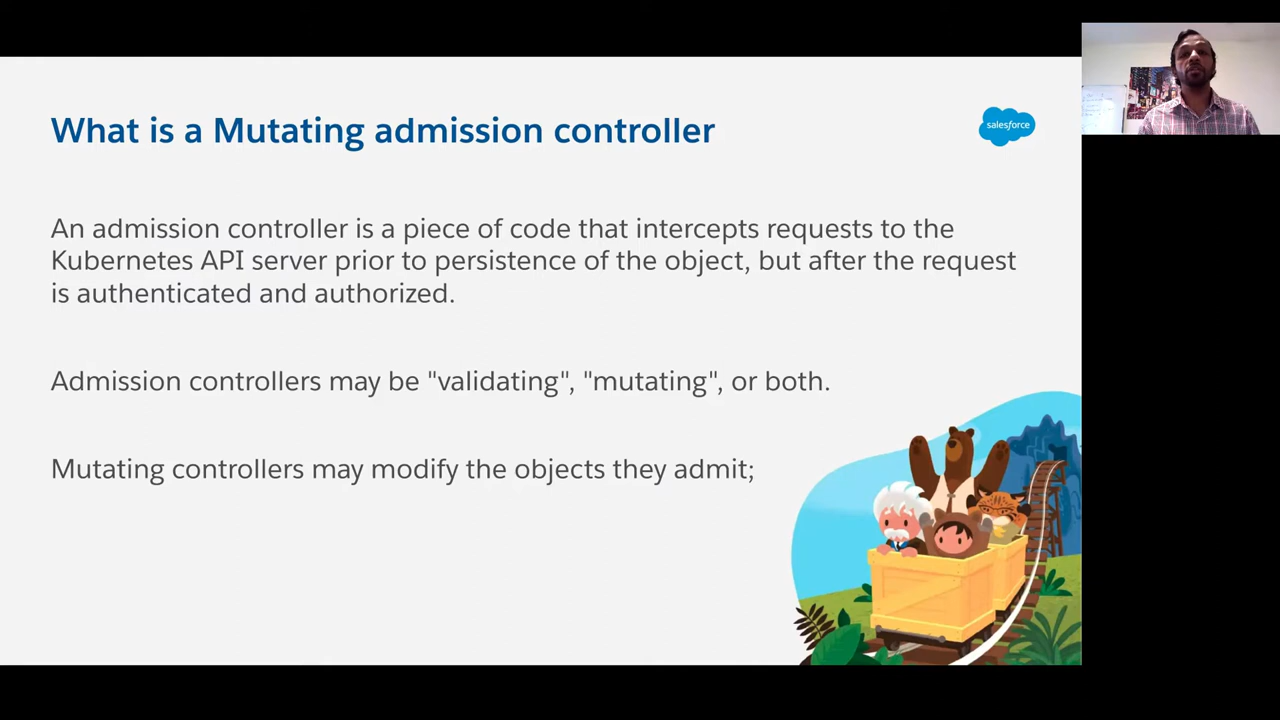 What is a Mutating admission controller
salesforce
An admission controller is a piece of code that intercepts requests to the
Kubernetes API server prior to persistence of the object, but after the request
is authenticated and authorized.
Admission controllers may be "validating", "mutating", or both.
Mutating controllers may modify the objects they admit;